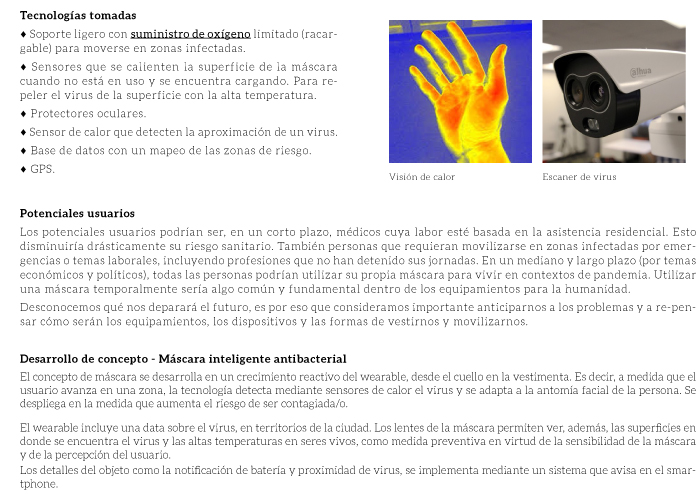 Tecnologías tomadas
♦ Soporte ligero con suministro de oxígeno limitado (racar-
gable) para moverse en zonas infectadas.
♦ Sensores que se calienten la superficie de la máscara
cuando no está en uso y se encuentra cargando. Para re-
peler el virus de la superficie con la alta temperatura.
♦ Protectores oculares.
♦ Sensor de calor que detecten la aproximación de un virus.
♦ Base de datos con un mapeo de las zonas de riesgo.
♦ GPS.
alhua
Visión de calor
Escaner de virus
Potenciales usuarios
Los potenciales usuarios podrían ser, en un corto plazo, médicos cuya labor esté basada en la asistencia residencial. Esto
disminuiría drásticamente su riesgo sanitario. También personas que requieran movilizarse en zonas infectadas por emer-
gencias o temas laborales, incluyendo profesiones que no han detenido sus jornadas. En un mediano y largo plazo (por temas
económicos y políticos), todas las personas podrían utilizar su propia máscara para vivir en contextos de pandemia. Utilizar
una máscara temporalmente sería algo común y fundamental dentro de los equipamientos para la humanidad.
Desconocemos qué nos deparará el futuro, es por eso que consideramos importante anticiparnos a los problemas y a re-pen-
sar cómo serán los equipamientos, los dispositivos y las formas de vestirnos y movilizarnos.
Desarrollo de concepto - Máscara inteligente antibacterial
El concepto de máscara se desarrolla en un crecimiento reactivo del wearable, desde el cuello en la vestimenta. Es decir, a medida que el
usuario avanza en una zona, la tecnología detecta mediante sensores de calor el virus y se adapta a la antomía facial de la persona. Se
despliega en la medida que aumenta el riesgo de ser contagiada/o.
El wearable incluye una data sobre el virus, en territorios de la ciudad. Los lentes de la máscara permiten ver, además, las superficies en
donde se encuentra el virus y las altas temperaturas en seres vivos, como medida preventiva en virtud de la sensibilidad de la máscara
y de la percepción del usuario.
Los detalles del objeto como la notificación de batería y proximidad de virus, se implementa mediante un sistema que avisa en el smar-
tphone.